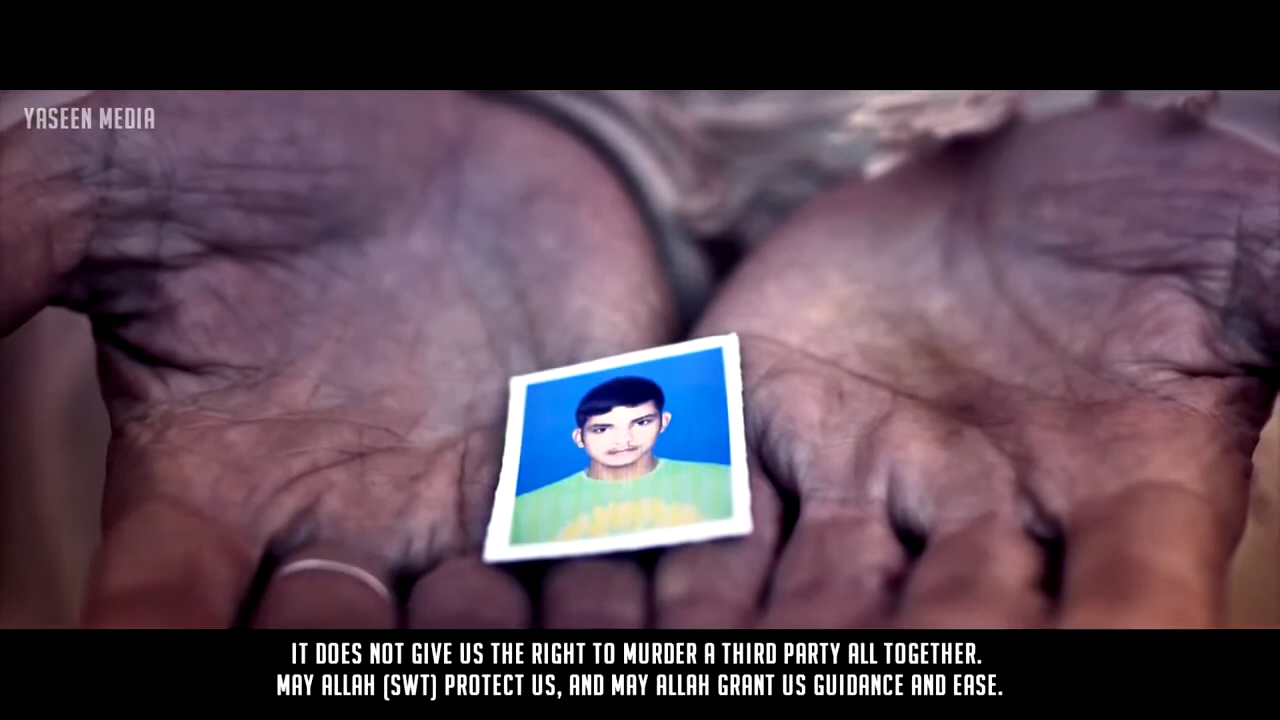 YASEEN MEDIA
IT DOES NOT GIVE US THE RIGHT TO MURDER A THIRD PARTY ALL TOGETHER.
MAY ALLAH (SWT) PROTECT US, AND MAY ALLAH GRANT US GUIDANCE AND EASE.